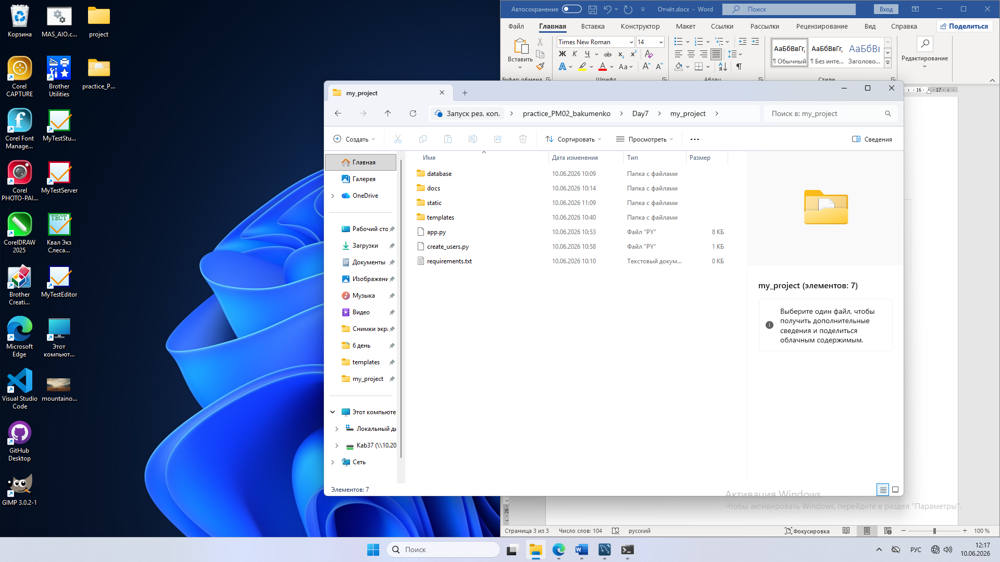 Корзина
MAS_AIO.c...
project
Corel
CAPTURE
Brother
Utilities
practice_P...
Corel Font
Manage...
MyTestStu...
Corel
PHOTO-PAI...
MyTestServer
CorelDRAW
2025
ТЕСТ
Квал Экз
Слеса...
Brother
Creati...
MyTestEditor
Microsoft
Edge
Этот
компьют...
Visual Studio
Code
mountaino...
GitHub
Desktop
GIMP 3.0.2-1
Автосохранение
Отчёт.docx - Word
Поиск
Вход
Файл
Главная
Вставка
Конструктор
Макет
Ссылки
Рассылки
Рецензирование
Вид
Справка
Поделиться
Вставить
Times New Roman
14
Ж К Ч ab x₂ x²
Aa
АаБбВвГг,
¶ Обычный
АаБбВвГг,
¶ Без инте...
АаБбВв
Заголово...
Редактирование
Буфер обмена
Шрифт
Абзац
Стили
16 17
my_project
Запуск рез. коп.
practice_PM02_bakumenko
Day7
my_project
Поиск в: my_project
Создать
Сортировать
Просмотреть
Сведения
Главная
Галерея
OneDrive
Рабочий сто
Загрузки
Документы
Изображени
Музыка
Видео
Снимки экра
6 день
templates
my_project
Этот компьюте
Локальный ди
Kab37 (\\10.20
Сеть
Имя
Дата изменения
Тип
Размер
database 10.06.2026 10:09 Папка с файлами
docs 10.06.2026 10:14 Папка с файлами
static 10.06.2026 11:09 Папка с файлами
templates 10.06.2026 10:40 Папка с файлами
app.py 10.06.2026 10:53 Файл "PY" 8 КБ
create_users.py 10.06.2026 10:58 Файл "PY" 1 КБ
requirements.txt 10.06.2026 10:10 Текстовый докум... 0 КБ
my_project (элементов: 7)
Выберите один файл, чтобы
получить дополнительные
сведения и поделиться
облачным содержимым.
Элементов: 7
Активация Windows
Чтобы активировать Windows, перейдите в раздел "Параметры".
26
Страница 3 из 3
Число слов: 104
русский
Фокусировка
100 %
Поиск
РУС
12:17
10.06.2026